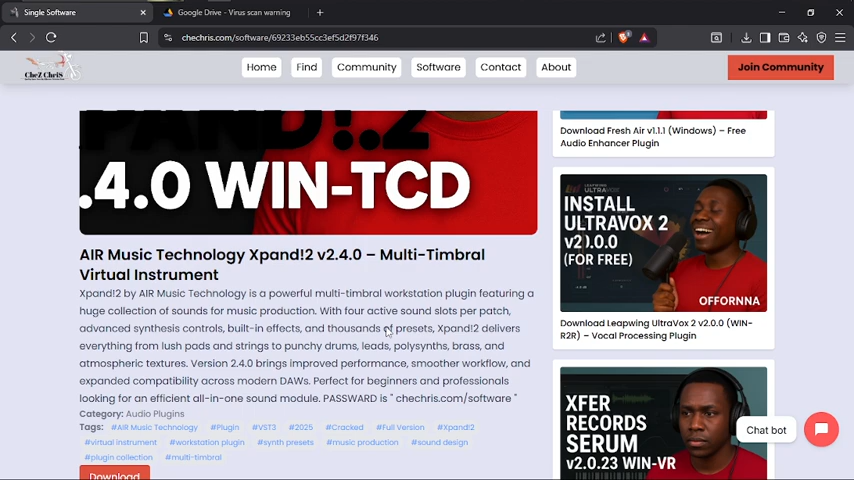 Single Software
Google Drive - Virus scan warning
chechris.com/software/69233eb55cc3ef5d2f97f346
CheZ ChriS
Home
Find
Community
Software
Contact
About
Join Community
XPAND!.2
.4.0 WIN-TCD
AIR Music Technology Xpand!2 v2.4.0 – Multi-Timbral
Virtual Instrument
Xpand!2 by AIR Music Technology is a powerful multi-timbral workstation plugin featuring a
huge collection of sounds for music production. With four active sound slots per patch,
advanced synthesis controls, built-in effects, and thousands of presets, Xpand!2 delivers
everything from lush pads and strings to punchy drums, leads, polysynths, brass, and
atmospheric textures. Version 2.4.0 brings improved performance, smoother workflow, and
expanded compatibility across modern DAWs. Perfect for beginners and professionals
looking for an efficient all-in-one sound module. PASSWARD is " chechris.com/software "
Category: Audio Plugins
Tags: #AIR Music Technology #Plugin #VST3 #2025 #Cracked #Full Version #Xpand!2
#virtual instrument #workstation plugin #synth presets #music production #sound design
#plugin collection #multi-timbral
Download
Download Fresh Air v1.1.1 (Windows) – Free
Audio Enhancer Plugin
LEAPWING
ULTRAVOX
INSTALL
ULTRAVOX 2
v2.0.0
(FOR FREE)
OFFORNNA
Download Leapwing UltraVox 2 v2.0.0 (WIN-
R2R) – Vocal Processing Plugin
XFER
RECORDS
SERUM
v2.0.23 WIN-VR
Chat bot